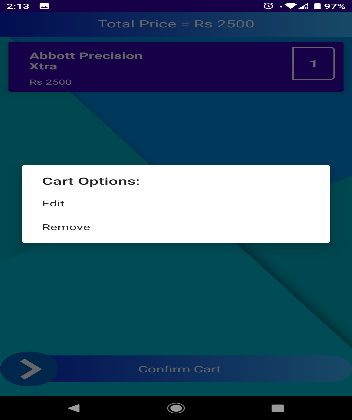 2:13
97%
Total Price = Rs 2500
Abbott Precision
Xtra
1
Rs 2500
Cart Options:
Edit
Remove
Confirm Cart